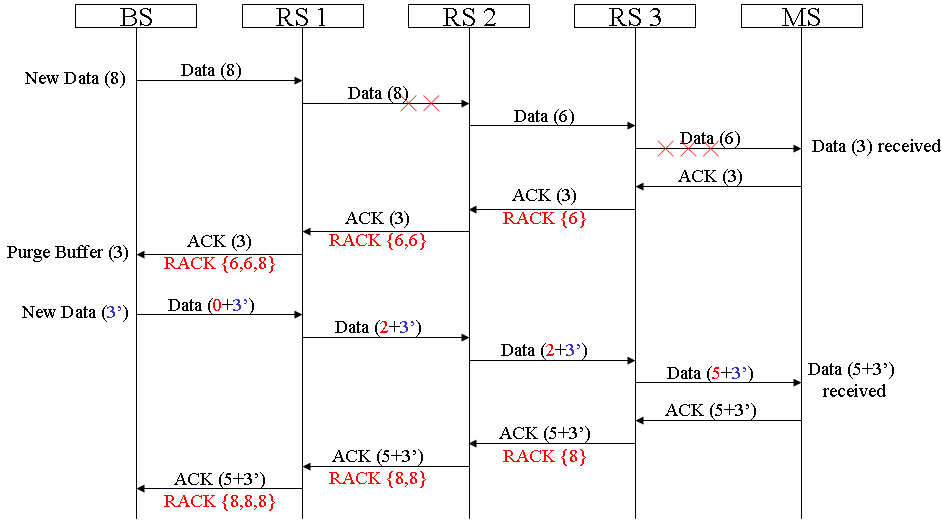 BS RS 1 RS 2 RS 3 MS
New Data (8) Data (8)
Data (8)
Data (6)
Data (6) Data (3) received
ACK (3)
ACK (3)
RACK {6}
ACK (3)
RACK {6,6}
Purge Buffer (3) ACK (3)
RACK {6,6,8}
New Data (3’) Data (0+3’)
Data (2+3’)
Data (2+3’)
Data (5+3’) Data (5+3’)
received
ACK (5+3’)
ACK (5+3’)
RACK {8}
ACK (5+3’)
RACK {8,8}
ACK (5+3’)
RACK {8,8,8}